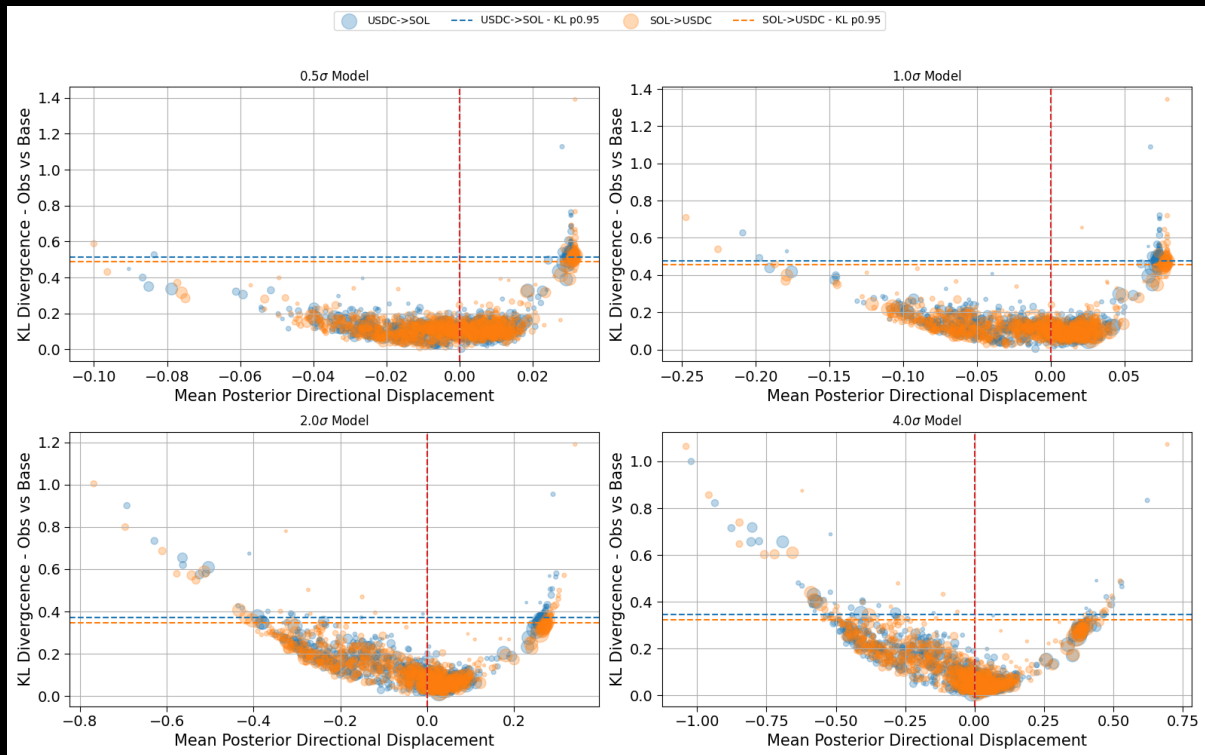 USDC->SOL USDC->SOL - KL p0.95 SOL->USDC SOL->USDC - KL p0.95
0.5σ Model
KL Divergcence - Obs vs Base
1.4
1.2
1.0
0.8
0.6
0.4
0.2
0.0
−0.10 −0.08 −0.06 −0.04 −0.02 0.00 0.02
Mean Posterior Directional Displacement
1.0σ Model
KL Divergcence - Obs vs Base
1.4
1.2
1.0
0.8
0.6
0.4
0.2
0.0
−0.25 −0.20 −0.15 −0.10 −0.05 0.00 0.05
Mean Posterior Directional Displacement
2.0σ Model
KL Divergcence - Obs vs Base
1.2
1.0
0.8
0.6
0.4
0.2
0.0
−0.8 −0.6 −0.4 −0.2 0.0 0.2
Mean Posterior Directional Displacement
4.0σ Model
KL Divergcence - Obs vs Base
1.0
0.8
0.6
0.4
0.2
0.0
−1.00 −0.75 −0.50 −0.25 0.00 0.25 0.50 0.75
Mean Posterior Directional Displacement